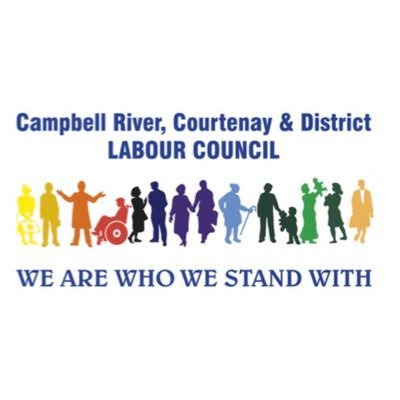 Campbell River, Courtenay & District
LABOUR COUNCIL
WE ARE WHO WE STAND WITH